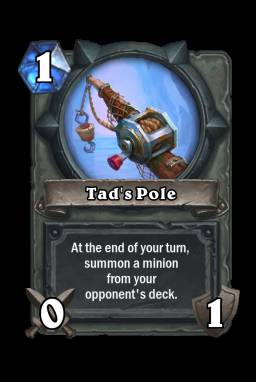 1
Tad's Pole
At the end of your turn,
summon a minion
from your
opponent's deck.
0
1